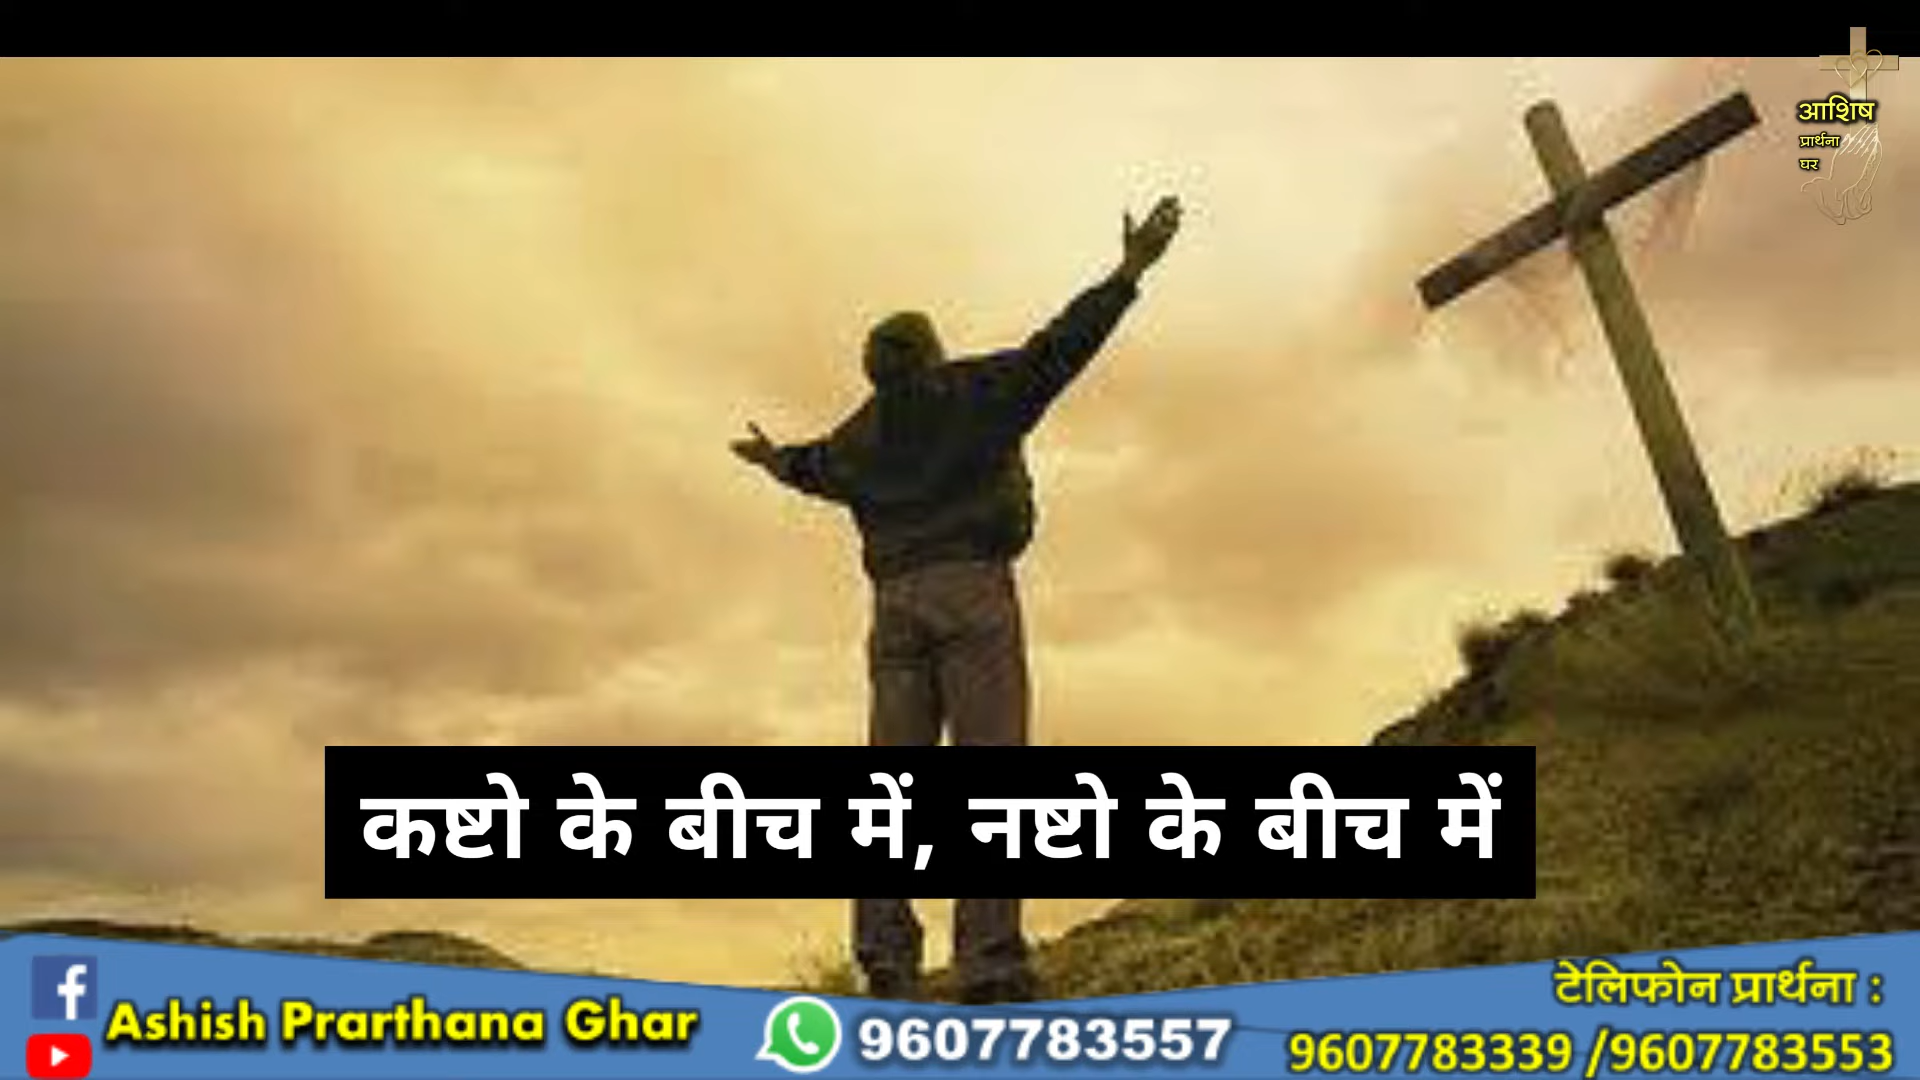 आशिष
प्रार्थना
घर
कष्टो के बीच में, नष्टो के बीच में
टेलिफोन प्रार्थना :
Ashish Prarthana Ghar
9607783557
9607783339 /9607783553